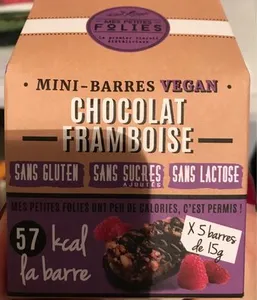 MES PETITES
FOLIES
- MINI-BARRES VEGAN -
CHOCOLAT
FRAMBOISE
SANS GLUTEN
SANS SUCRES
AJOUTÉS
SANS LACTOSE
MES PETITES FOLIES ONT PEU DE CALORIES, C'EST PERMIS !
57 kcal
la barre
X 5 barres
de 15g